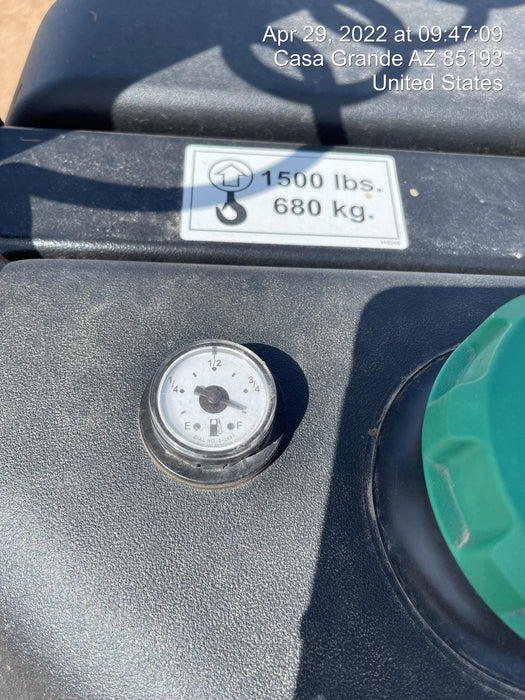 Apr 29, 2022 at 09:47:09
Casa Grande AZ 85193
United States
1500 lbs.
680 kg.
1/2
1/4
3/4
E
F